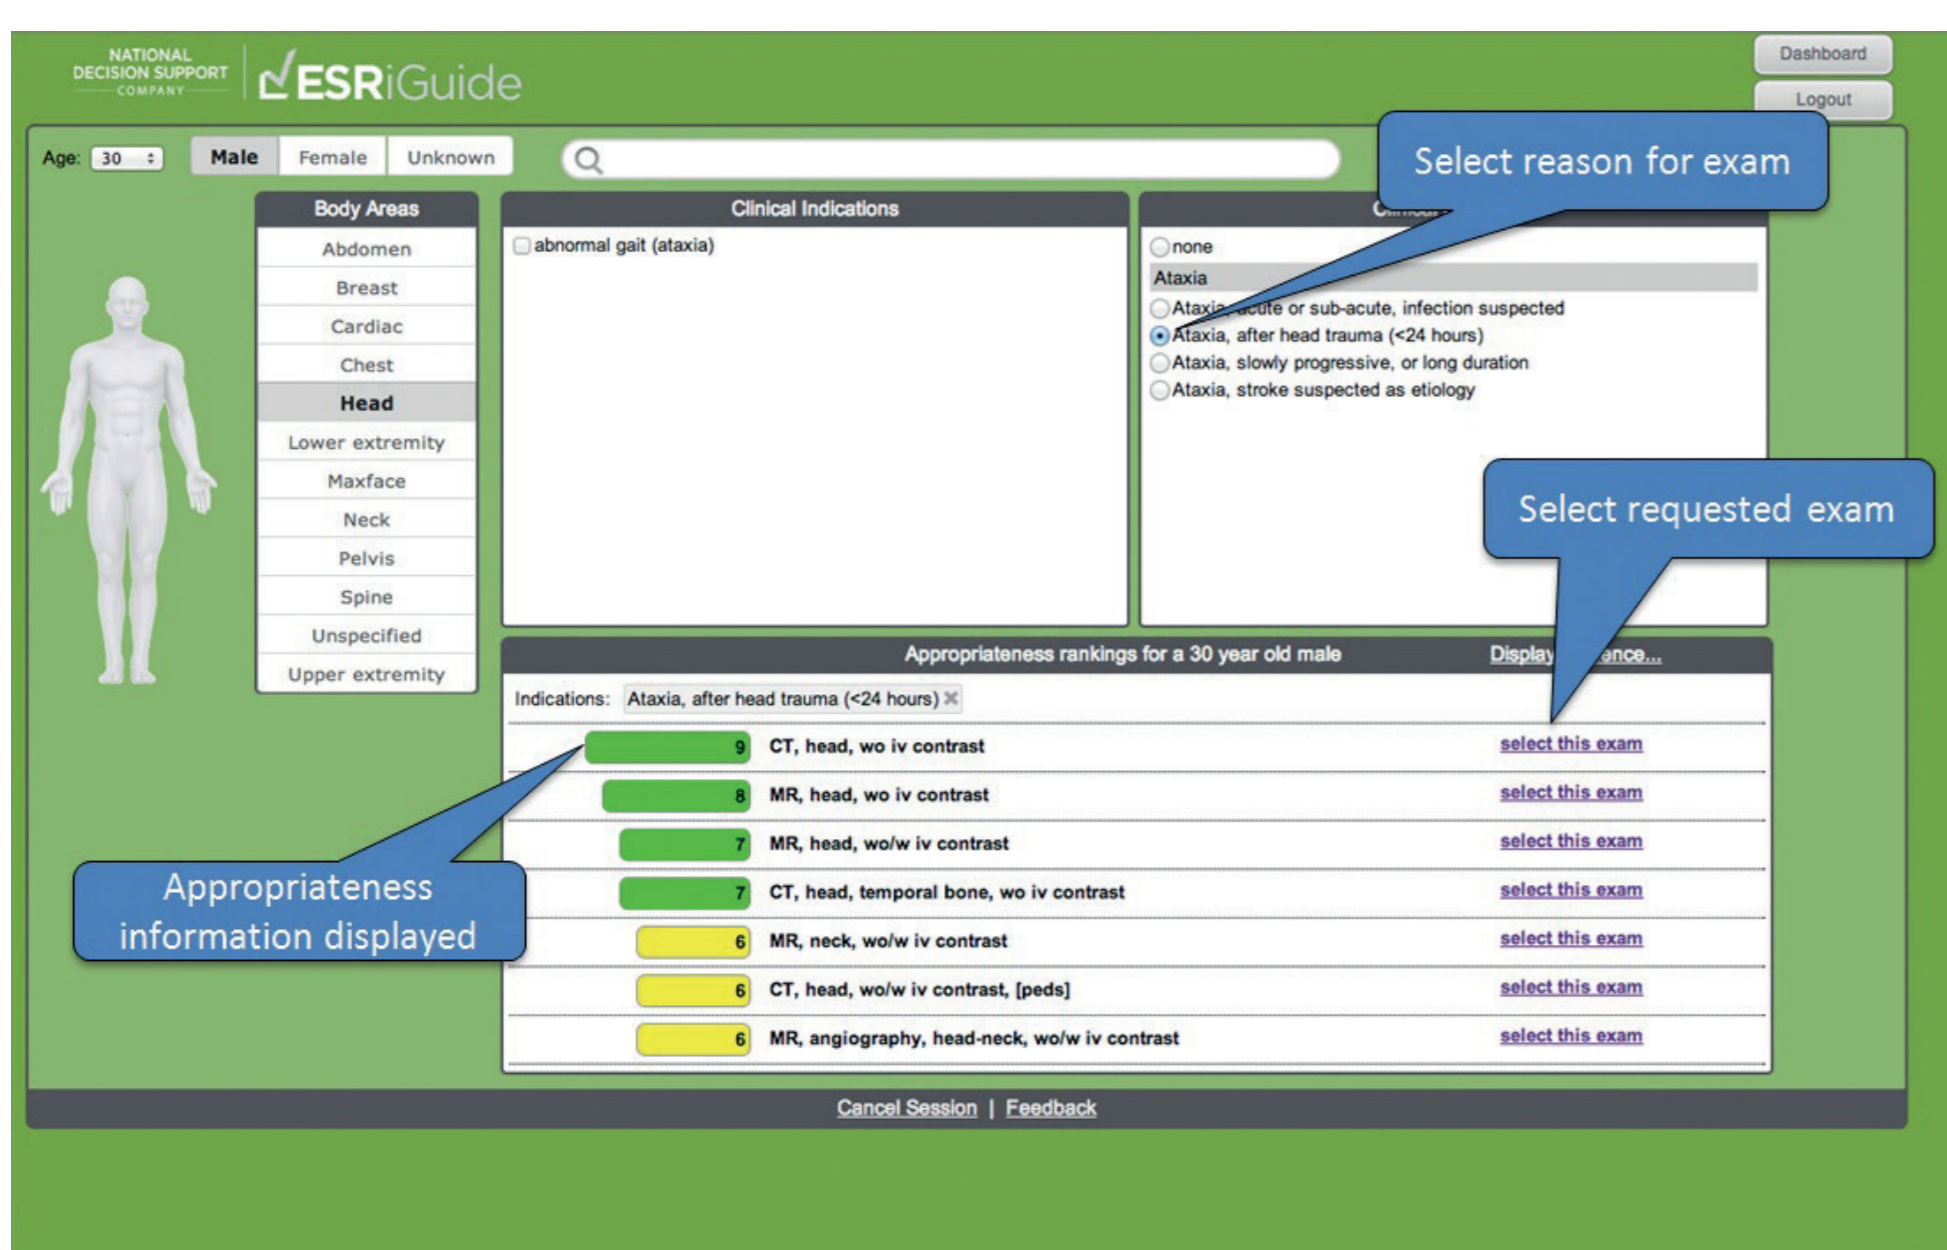 NATIONAL
DECISION SUPPORT
COMPANY
ESRiGuide
Dashboard
Logout
Age: 30
Male Female Unknown
Select reason for exam
Body Areas
Abdomen
Breast
Cardiac
Chest
Head
Lower extremity
Maxface
Neck
Pelvis
Spine
Unspecified
Upper extremity
Clinical Indications
abnormal gait (ataxia)
none
Ataxia
Ataxia, acute or sub-acute, infection suspected
Ataxia, after head trauma (<24 hours)
Ataxia, slowly progressive, or long duration
Ataxia, stroke suspected as etiology
Select requested exam
Appropriateness rankings for a 30 year old male
Display
Indications: Ataxia, after head trauma (<24 hours)
9 CT, head, wo iv contrast select this exam
8 MR, head, wo iv contrast select this exam
7 MR, head, wo/w iv contrast select this exam
7 CT, head, temporal bone, wo iv contrast select this exam
6 MR, neck, wo/w iv contrast select this exam
6 CT, head, wo/w iv contrast, [peds] select this exam
6 MR, angiography, head-neck, wo/w iv contrast select this exam
Appropriateness
information displayed
Cancel Session | Feedback